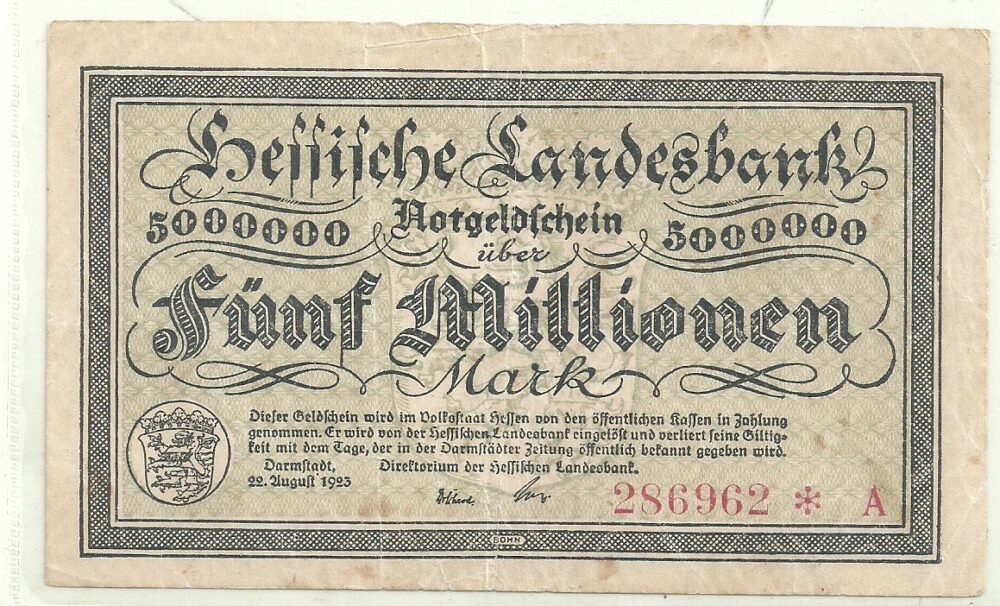 Hessische Landesbank
5000000 Notgeldschein 5000000
über
Fünf Millionen
Mark
Dieser Geldschein wird im Volksstaat Hessen von den öffentlichen Kassen in Zahlung
genommen. Er wird von der Hessischen Landesbank eingelöst und verliert seine Giltig-
keit mit dem Tage, der in der Darmstädter Zeitung öffentlich bekannt gegeben wird.
Darmstadt, Direktorium der Hessischen Landesbank.
22. August 1923
286962 * A
BOHN